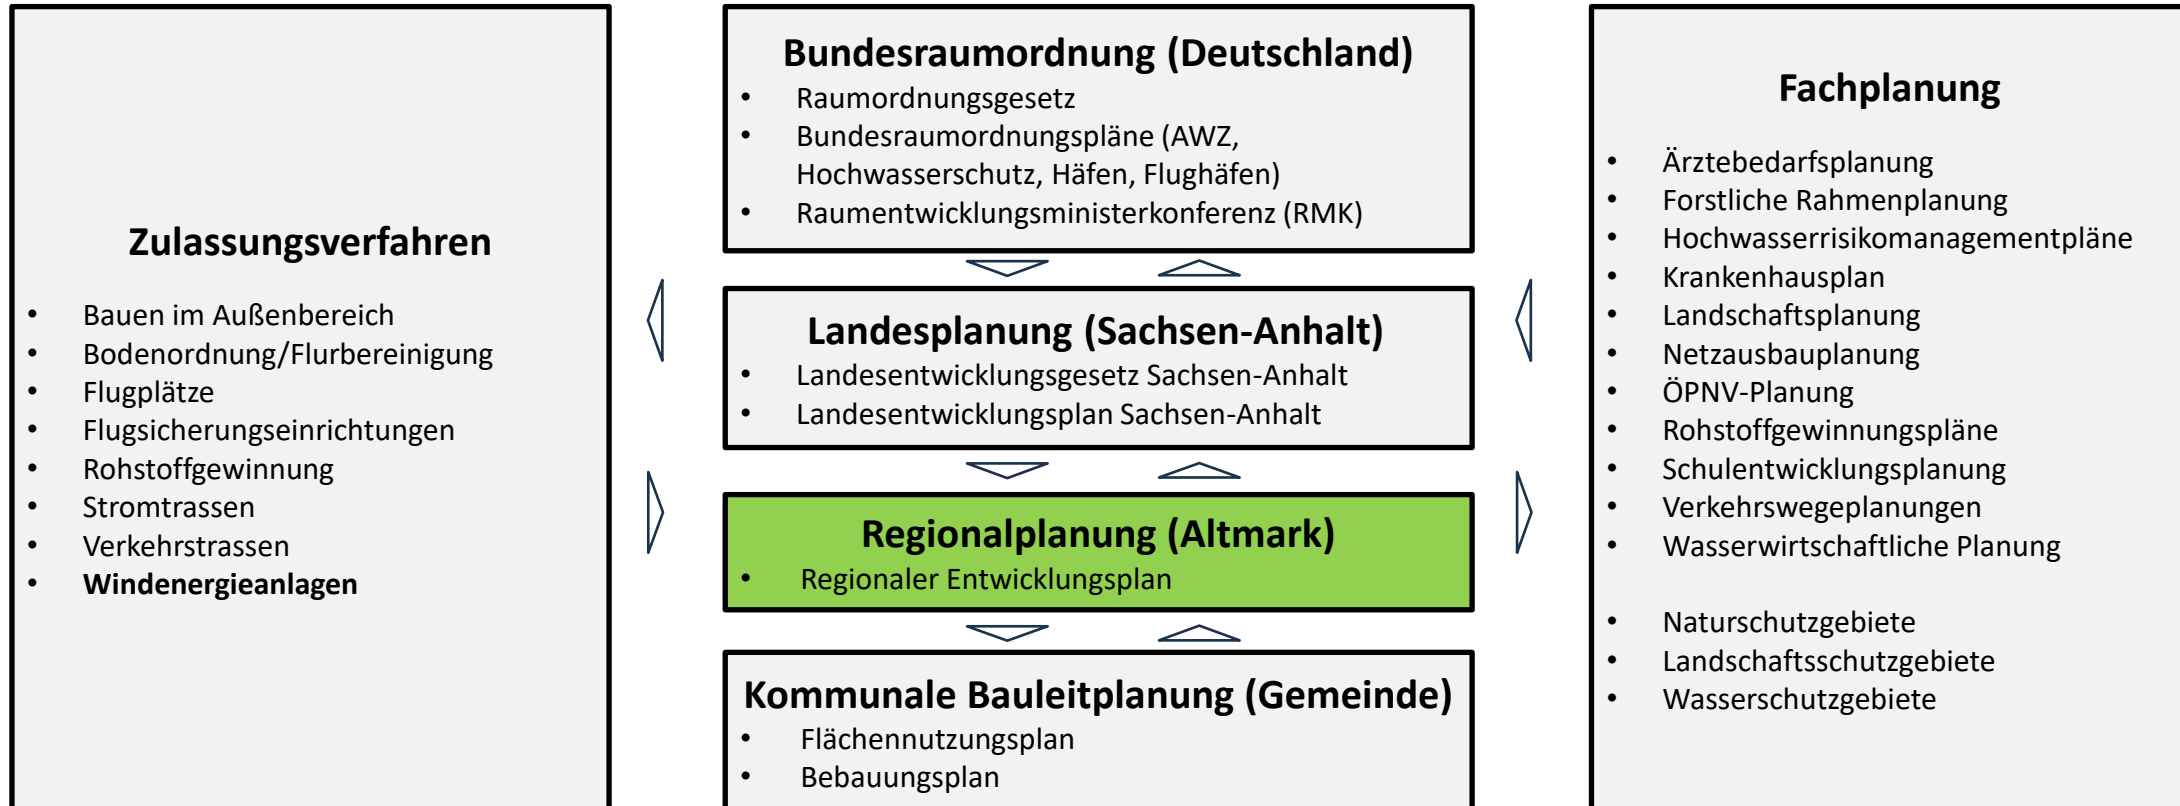 Zulassungsverfahren
• Bauen im Außenbereich
• Bodenordnung/Flurbereinigung
• Flugplätze
• Flugsicherungseinrichtungen
• Rohstoffgewinnung
• Stromtrassen
• Verkehrstrassen
• Windenergieanlagen
Bundesraumordnung (Deutschland)
• Raumordnungsgesetz
• Bundesraumordnungspläne (AWZ,
Hochwasserschutz, Häfen, Flughäfen)
• Raumentwicklungsministerkonferenz (RMK)
Landesplanung (Sachsen-Anhalt)
• Landesentwicklungsgesetz Sachsen-Anhalt
• Landesentwicklungsplan Sachsen-Anhalt
Regionalplanung (Altmark)
• Regionaler Entwicklungsplan
Kommunale Bauleitplanung (Gemeinde)
• Flächennutzungsplan
• Bebauungsplan
Fachplanung
• Ärztebedarfsplanung
• Forstliche Rahmenplanung
• Hochwasserrisikomanagementpläne
• Krankenhausplan
• Landschaftsplanung
• Netzausbauplanung
• ÖPNV-Planung
• Rohstoffgewinnungspläne
• Schulentwicklungsplanung
• Verkehrswegeplanungen
• Wasserwirtschaftliche Planung
• Naturschutzgebiete
• Landschaftsschutzgebiete
• Wasserschutzgebiete